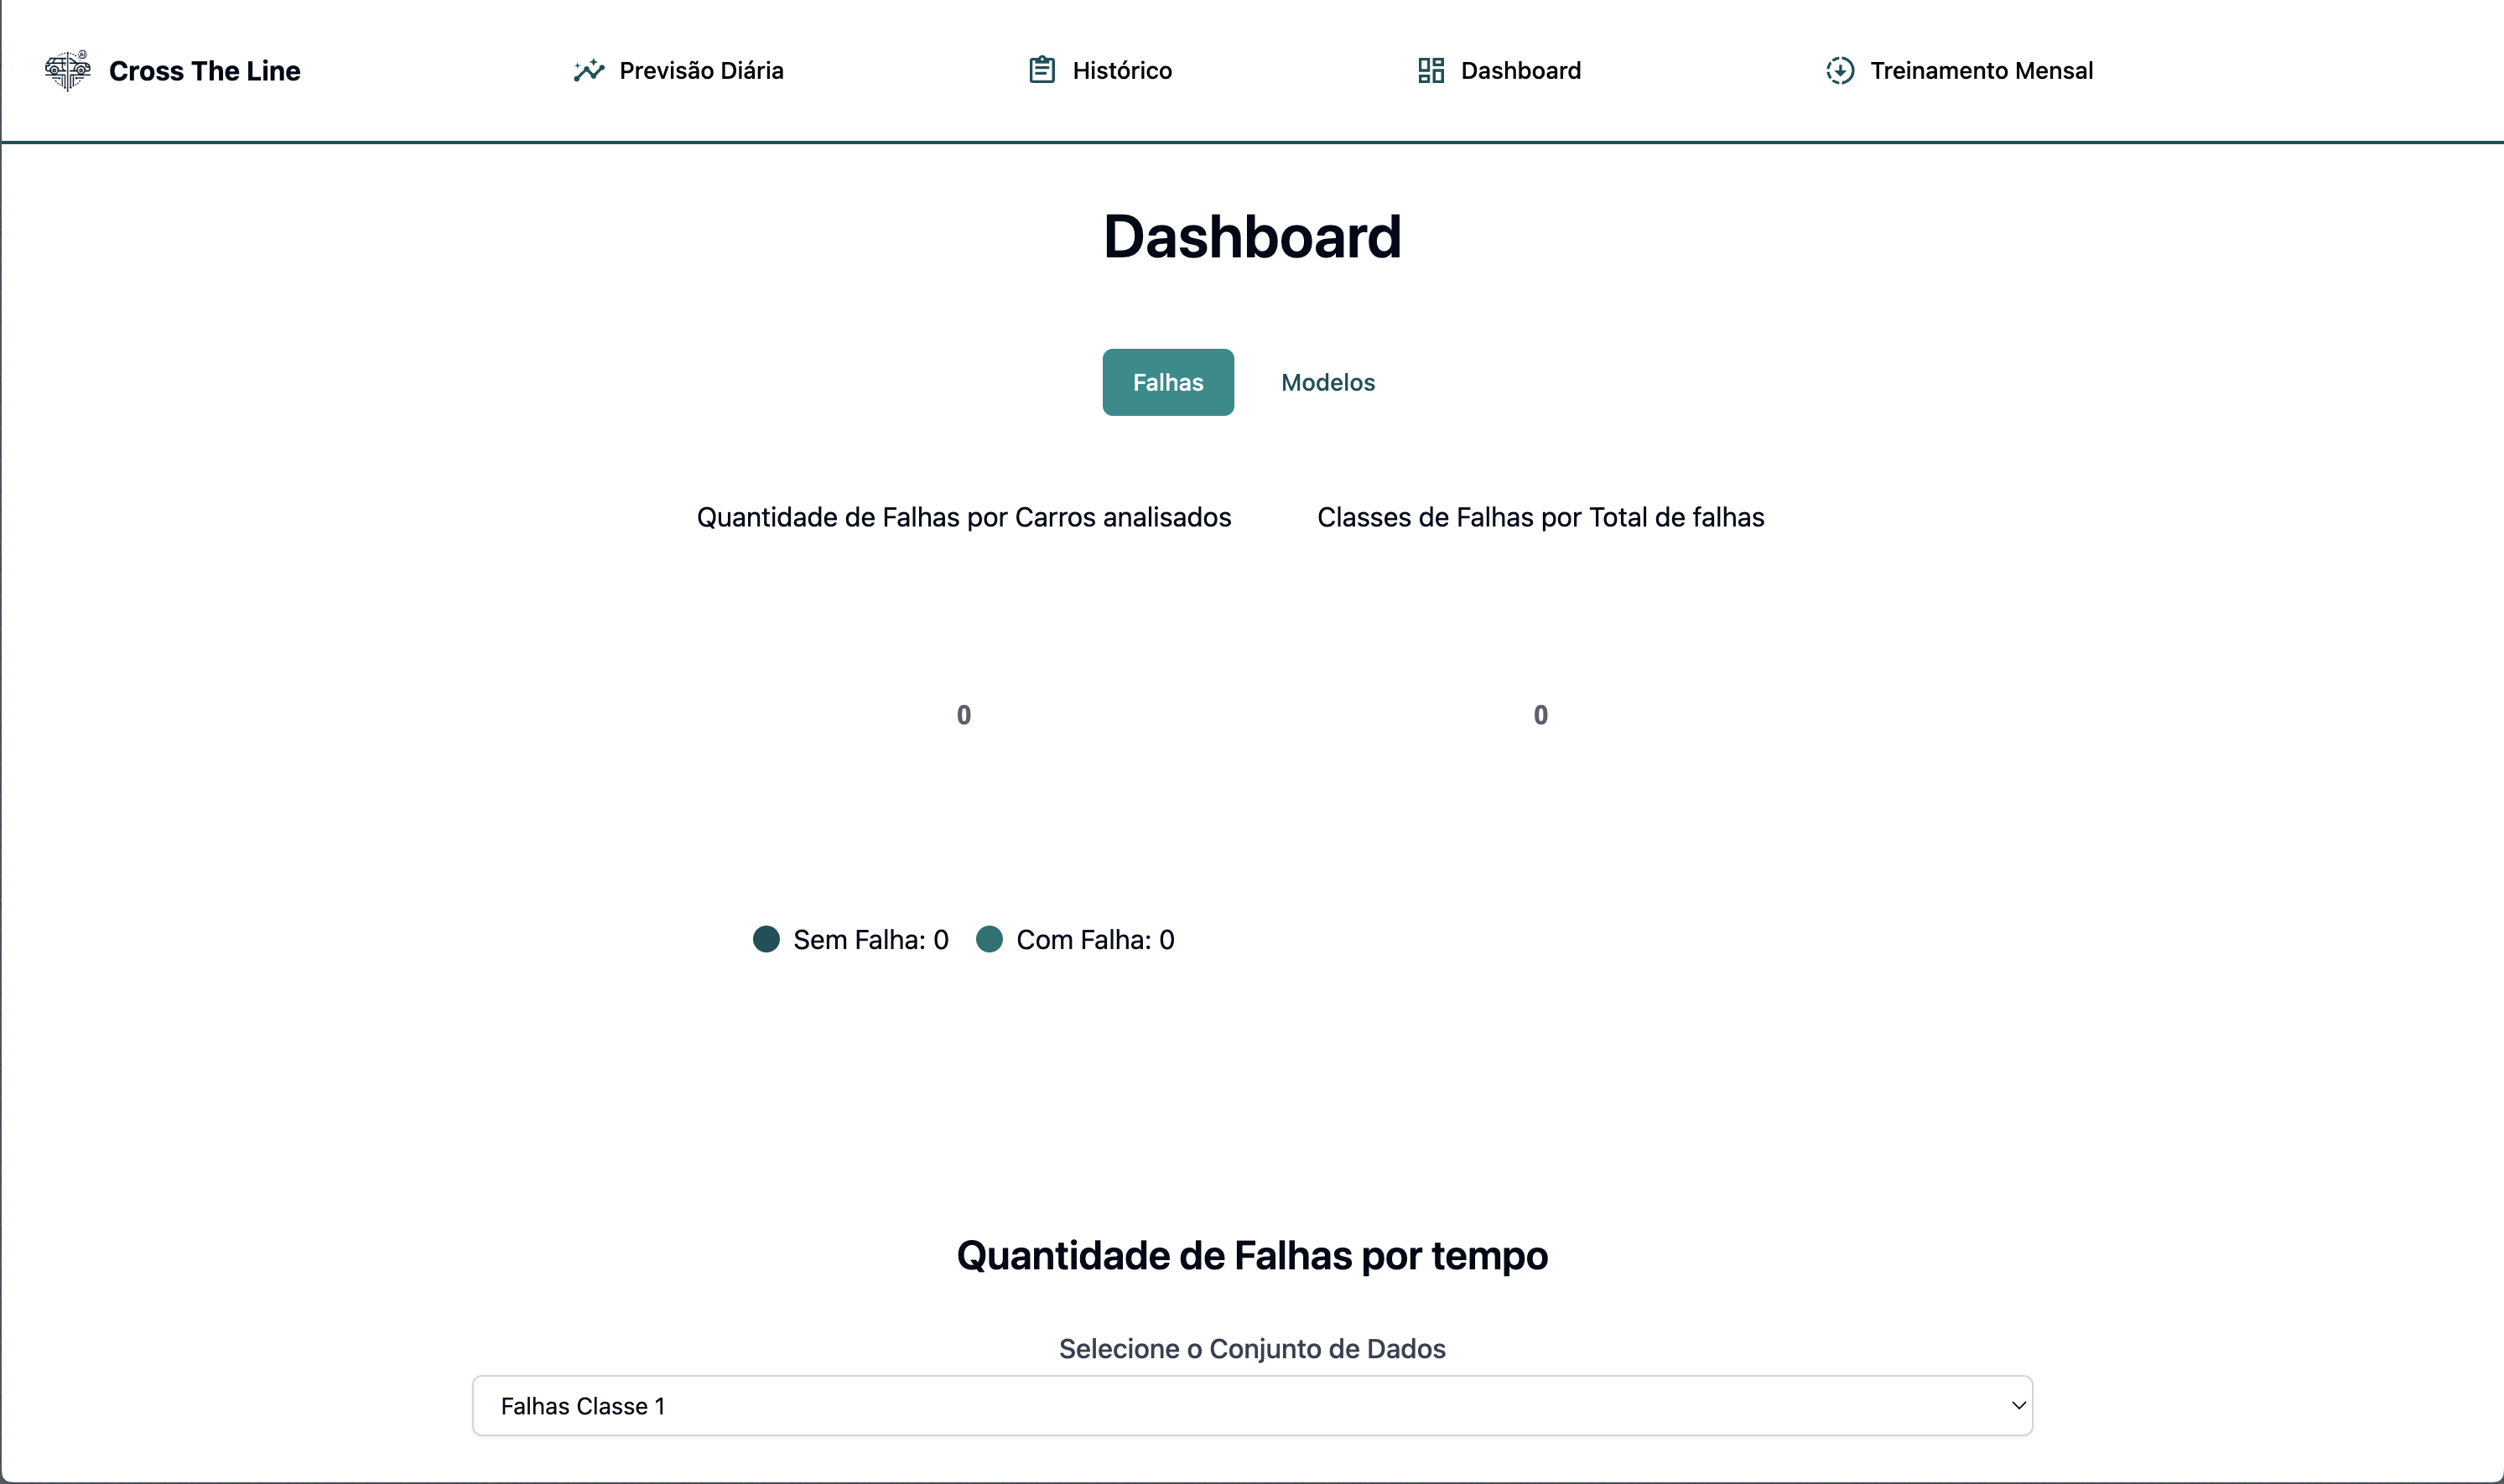 Cross The Line
Previsão Diária
Histórico
Dashboard
Treinamento Mensal
Dashboard
Falhas
Modelos
Quantidade de Falhas por Carros analisados
Classes de Falhas por Total de falhas
0
0
Sem Falha: 0
Com Falha: 0
Quantidade de Falhas por tempo
Selecione o Conjunto de Dados
Falhas Classe 1